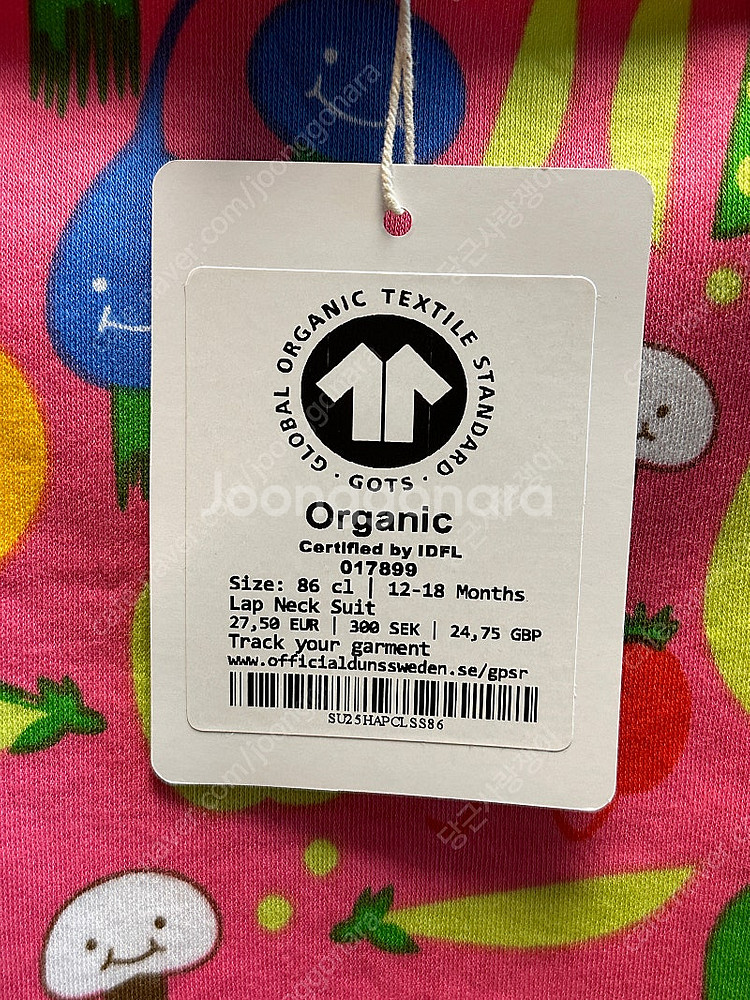 GLOBAL ORGANIC TEXTILE STANDARD
· GOTS ·
Joonggonara
Organic
Certified by IDFL
017899
Size: 86 cl | 12-18 Months
Lap Neck Suit
27,50 EUR | 300 SEK | 24,75 GBP
Track your garment
www.officialdunssweden.se/gpsr
SU25HAPCLSS86